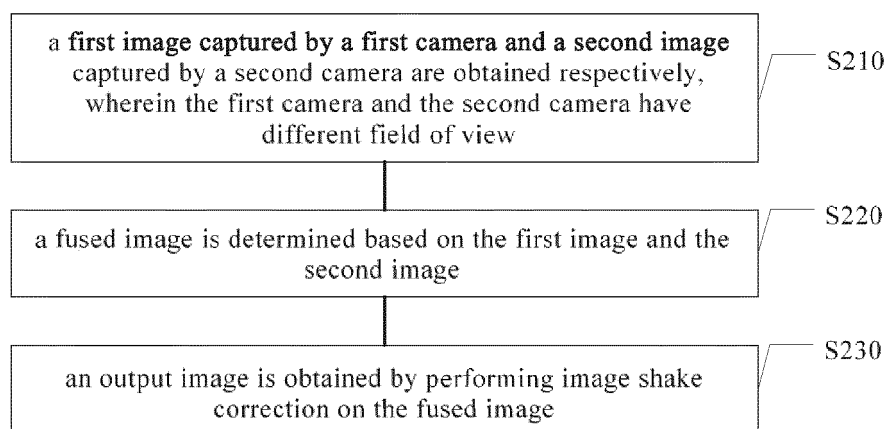 a first image captured by a first camera and a second image
captured by a second camera are obtained respectively,
wherein the first camera and the second camera have
different field of view
S210
a fused image is determined based on the first image and the
second image
S220
an output image is obtained by performing image shake
correction on the fused image
S230